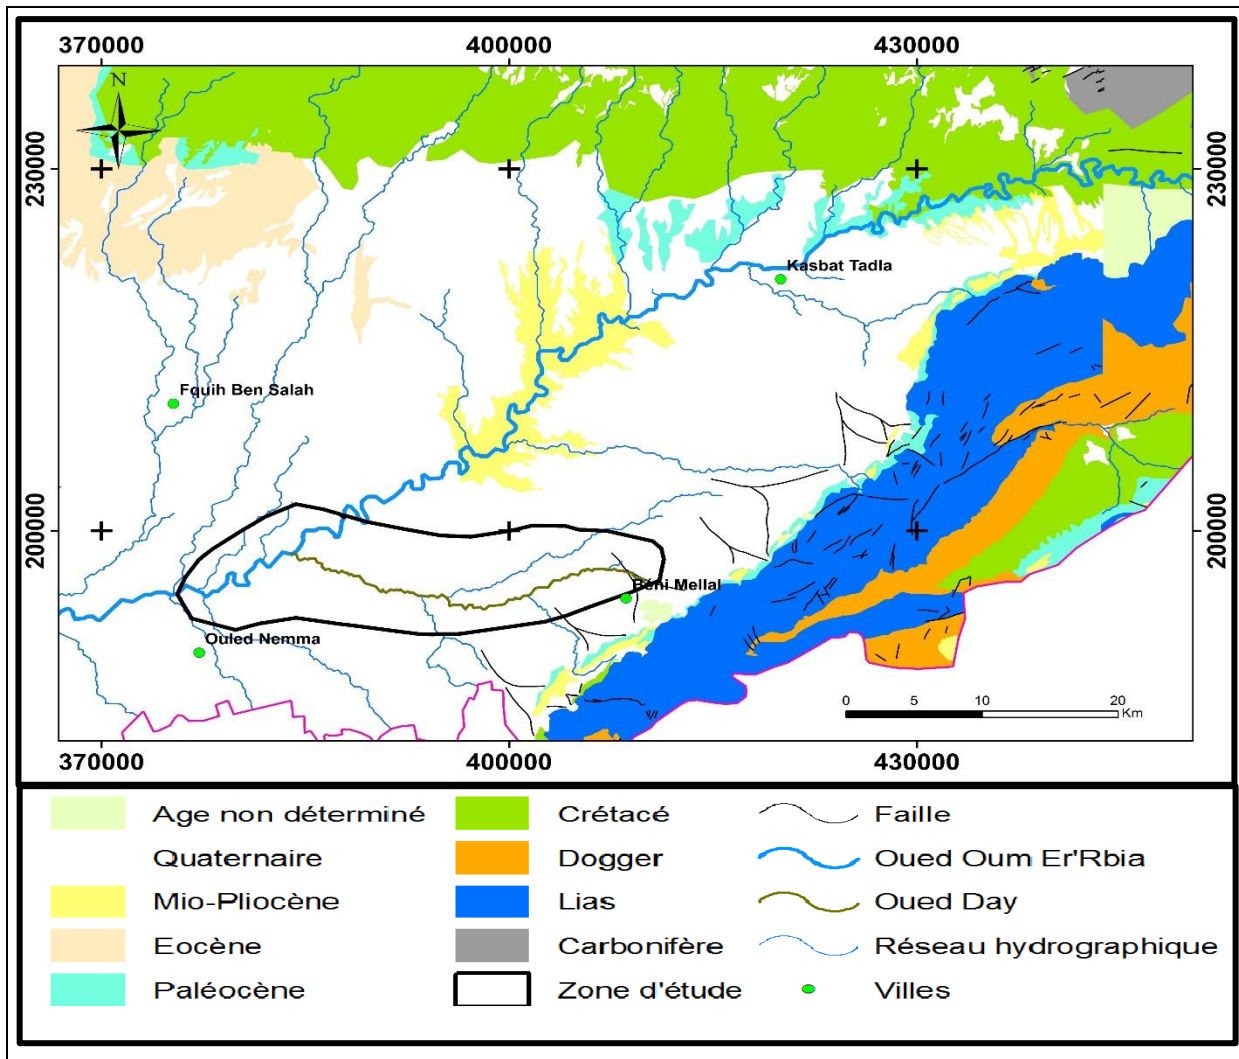 370000 400000 430000
N
230000 230000
Kasbat Tadla
Fquih Ben Salah
200000 200000
Béni Mellal
Ouled Nemma
0 5 10 20
Km
370000 400000 430000
Age non déterminé Crétacé Faille
Quaternaire Dogger Oued Oum Er'Rbia
Mio-Pliocène Lias Oued Day
Eocène Carbonifère Réseau hydrographique
Paléocène Zone d'étude Villes